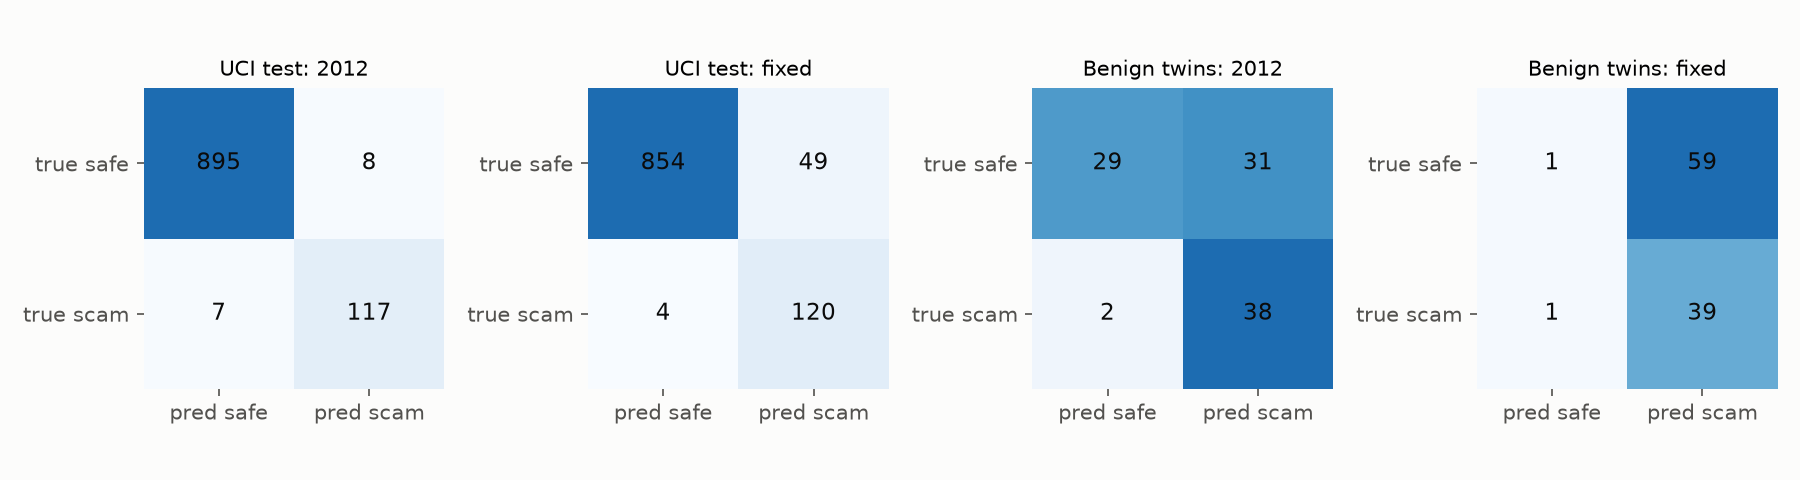 UCI test: 2012
true safe
895
8
true scam
7
117
pred safe
pred scam
UCI test: fixed
true safe
854
49
true scam
4
120
pred safe
pred scam
Benign twins: 2012
true safe
29
31
true scam
2
38
pred safe
pred scam
Benign twins: fixed
true safe
1
59
true scam
1
39
pred safe
pred scam